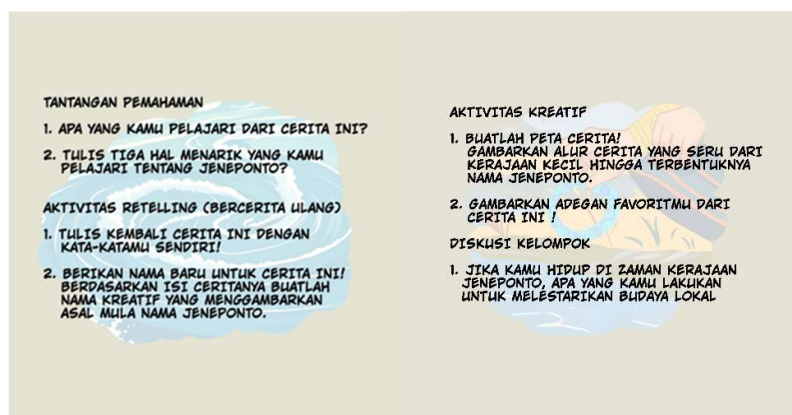 TANTANGAN PEMAHAMAN
1. APA YANG KAMU PELAJARI DARI CERITA INI?
2. TULIS TIGA HAL MENARIK YANG KAMU
PELAJARI TENTANG JENEPONTO?
AKTIVITAS RETELLING (BERCERITA ULANG)
1. TULIS KEMBALI CERITA INI DENGAN
KATA-KATAMU SENDIRI!
2. BERIKAN NAMA BARU UNTUK CERITA INI!
BERDASARKAN ISI CERITANYA BUATLAH
NAMA KREATIF YANG MENGGAMBARKAN
ASAL MULA NAMA JENEPONTO.
AKTIVITAS KREATIF
1. BUATLAH PETA CERITA!
GAMBARKAN ALUR CERITA YANG SERU DARI
KERAJAAN KECIL HINGGA TERBENTUKNYA
NAMA JENEPONTO.
2. GAMBARKAN ADEGAN FAVORITMU DARI
CERITA INI !
DISKUSI KELOMPOK
1. JIKA KAMU HIDUP DI ZAMAN KERAJAAN
JENEPONTO, APA YANG KAMU LAKUKAN
UNTUK MELESTARIKAN BUDAYA LOKAL